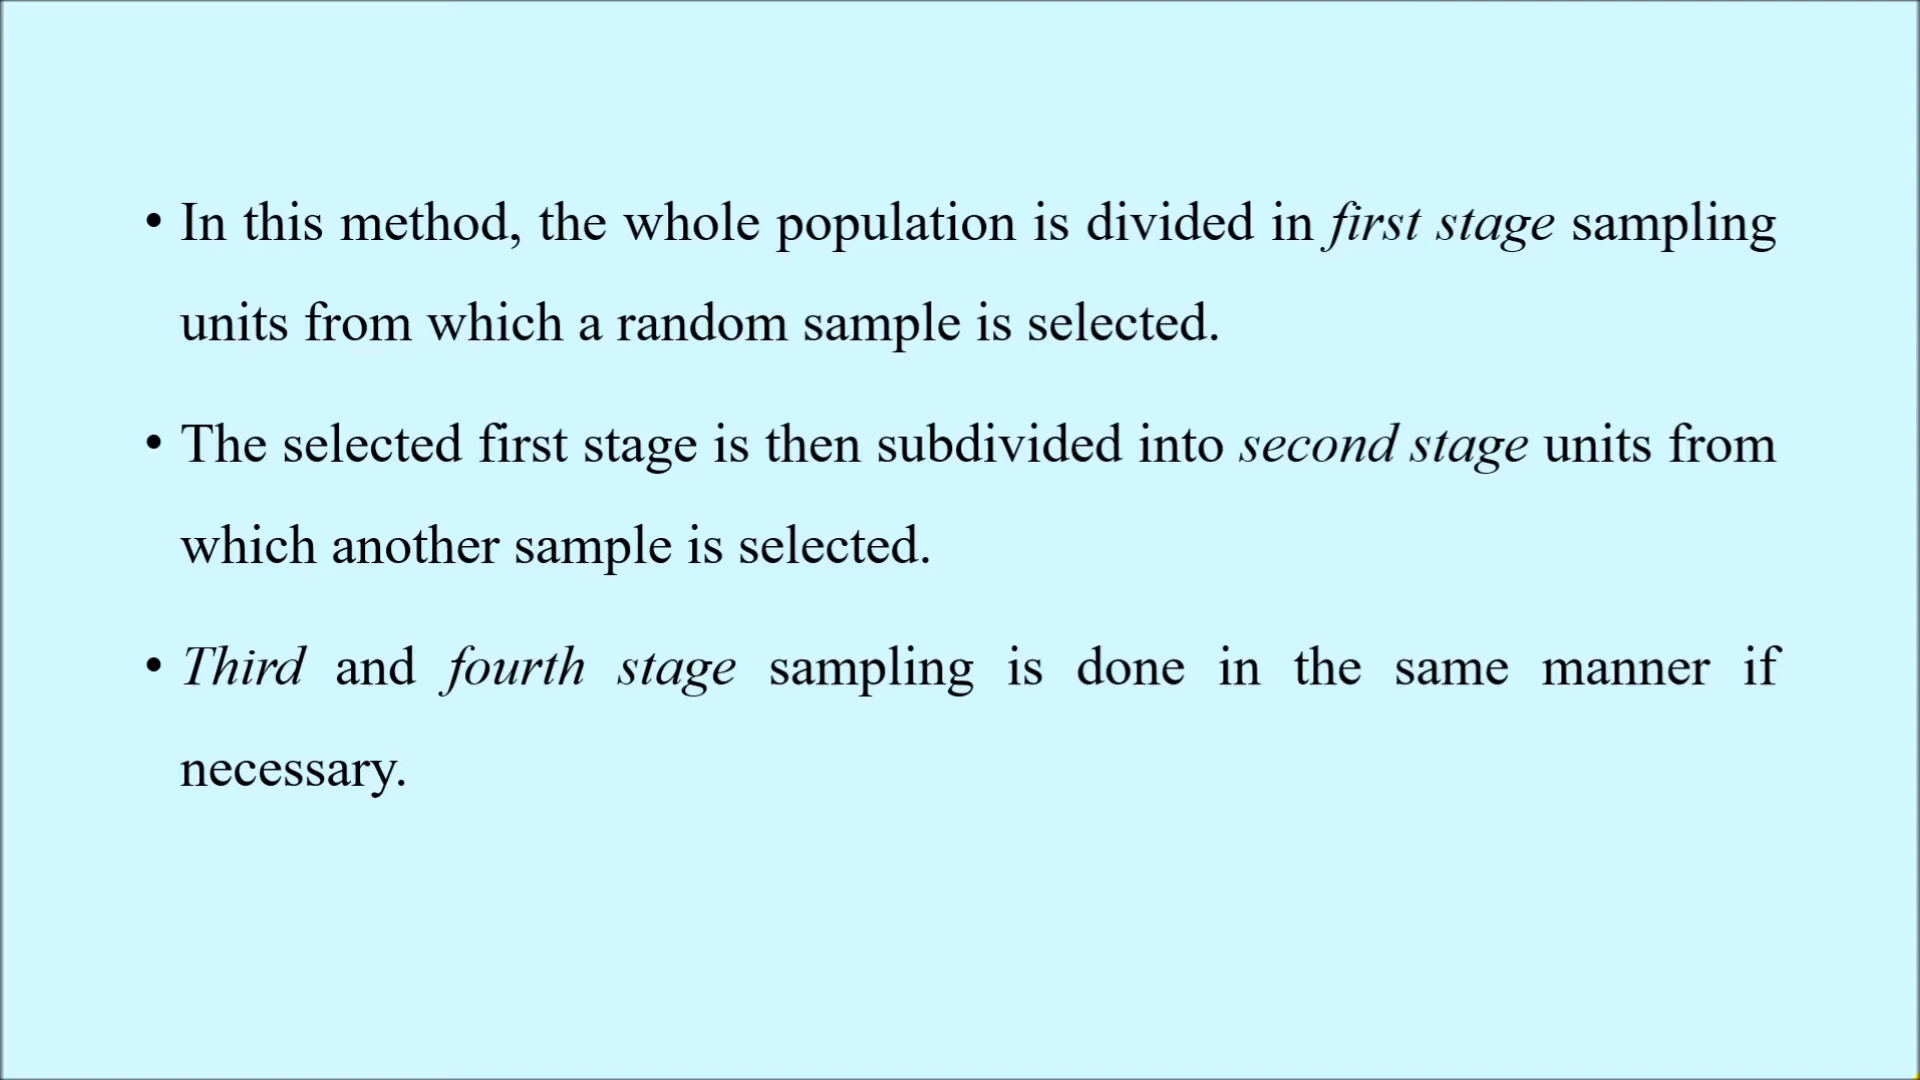 • In this method, the whole population is divided in first stage sampling
units from which a random sample is selected.
• The selected first stage is then subdivided into second stage units from
which another sample is selected.
• Third and fourth stage sampling is done in the same manner if
necessary.